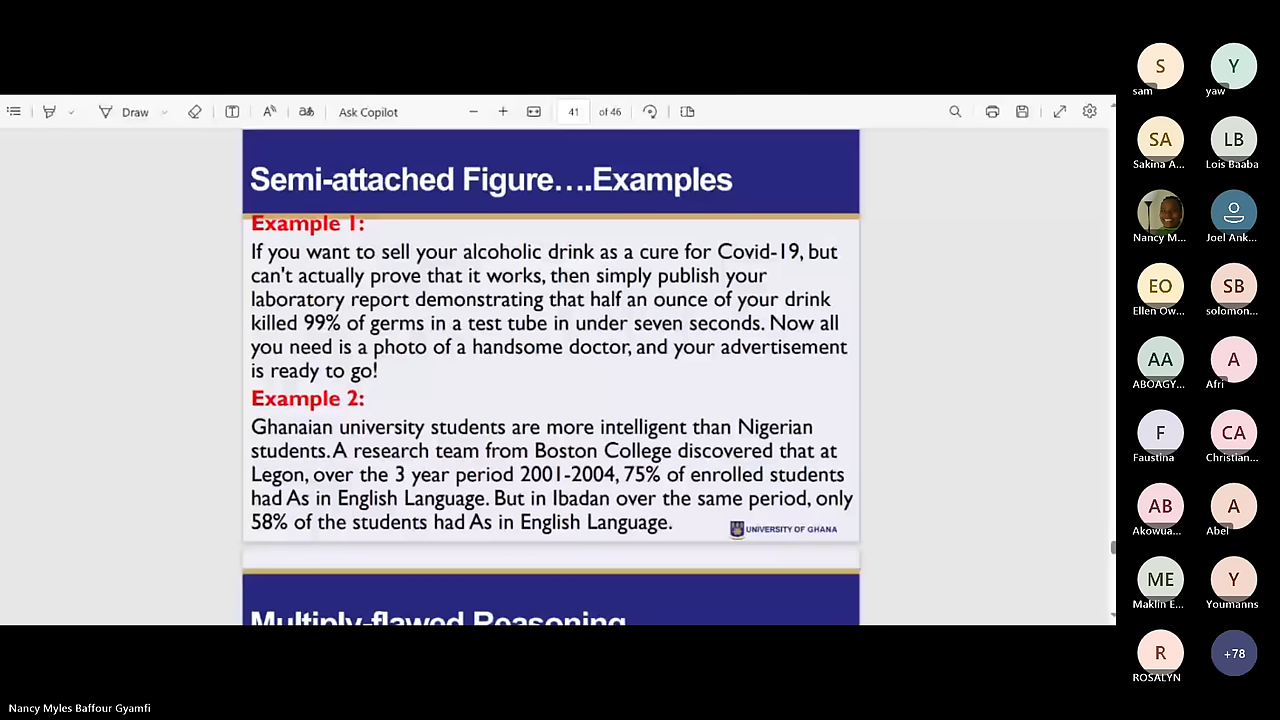 Draw
Ask Copilot
41 of 46
Semi-attached Figure….Examples
Example 1:
If you want to sell your alcoholic drink as a cure for Covid-19, but
can't actually prove that it works, then simply publish your
laboratory report demonstrating that half an ounce of your drink
killed 99% of germs in a test tube in under seven seconds. Now all
you need is a photo of a handsome doctor, and your advertisement
is ready to go!
Example 2:
Ghanaian university students are more intelligent than Nigerian
students. A research team from Boston College discovered that at
Legon, over the 3 year period 2001-2004, 75% of enrolled students
had As in English Language. But in Ibadan over the same period, only
58% of the students had As in English Language.
UNIVERSITY OF GHANA
Multiply-flawed Reasoning
S
sam
Y
yaw
SA
Sakina A...
LB
Lois Baaba
Nancy M...
Joel Ank...
EO
Ellen Ow...
SB
solomon...
AA
ABOAGY...
A
Afri
F
Faustina
CA
Christian...
AB
Akowua...
A
Abel
ME
Maklin E...
Y
Youmanns
R
ROSALYN
+78
Nancy Myles Baffour Gyamfi